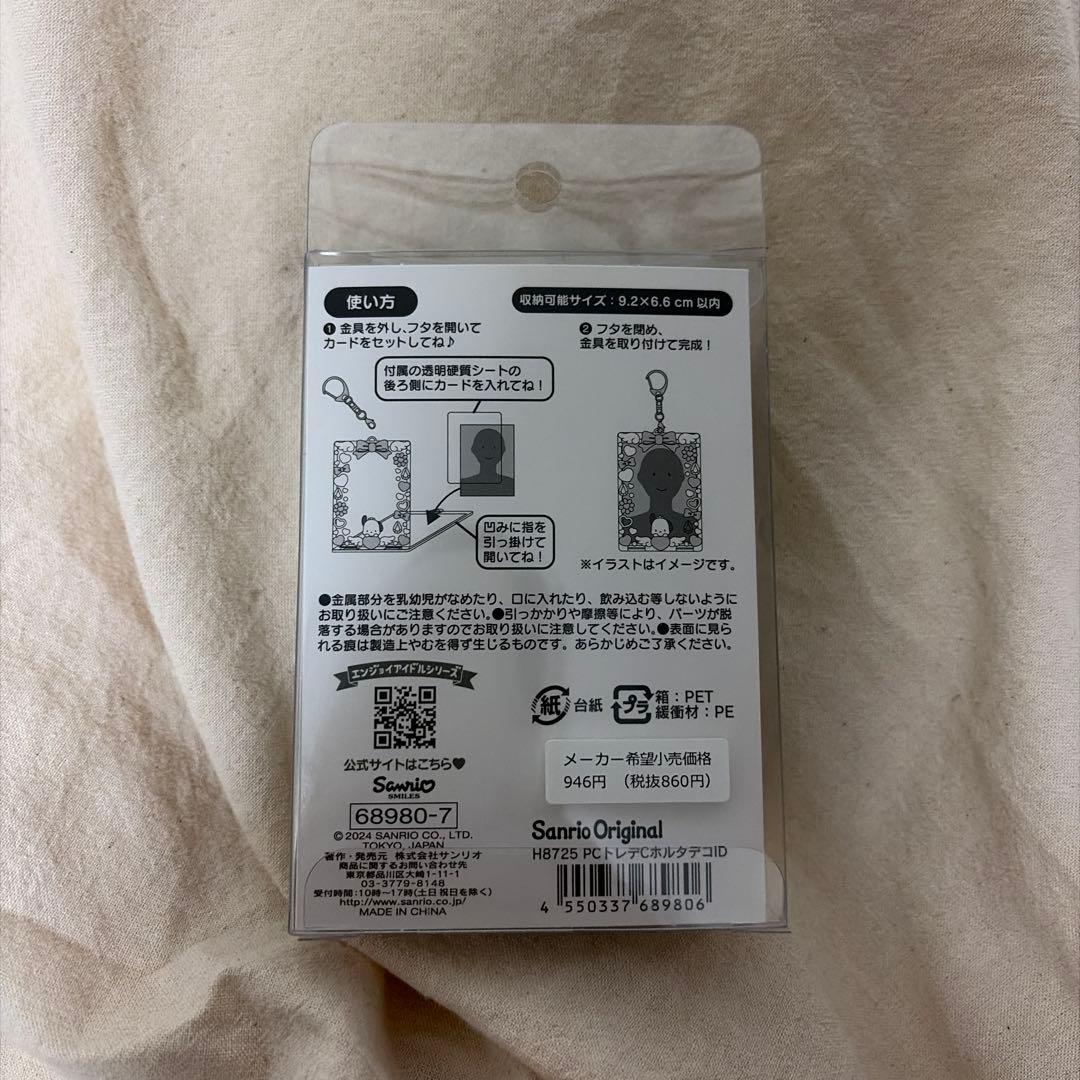 使い方
収納可能サイズ：9.2×6.6 cm 以内
❶ 金具を外し、フタを開いて
カードをセットしてね♪
❷ フタを閉め、
金具を取り付けて完成！
付属の透明硬質シートの
後ろ側にカードを入れてね！
凹みに指を
引っ掛けて
開いてね！
※イラストはイメージです。
●金属部分を乳幼児がなめたり、口に入れたり、飲み込む等しないように
お取り扱いにご注意ください。●引っかかりや摩擦等により、パーツが脱
落する場合がありますのでお取り扱いに注意してください。●表面に見ら
れる痕は製造上やむを得ず生じるものです。あらかじめご了承ください。
エンジョイアイドルシリーズ
公式サイトはこちら♥
Sanrio
SMILES
68980-7
© 2024 SANRIO CO., LTD.
TOKYO, JAPAN
著作・発売元 株式会社サンリオ
商品に関するお問い合わせ先
東京都品川区大崎1-11-1
03-3779-8148
受付時間：10時〜17時(土日祝日を除く)
http://www.sanrio.co.jp/
MADE IN CHINA
紙 台紙
プラ 箱：PET
緩衝材：PE
メーカー希望小売価格
946円 （税抜860円）
Sanrio Original
H8725 PCトレデCホルタデコID
4 550337 689806